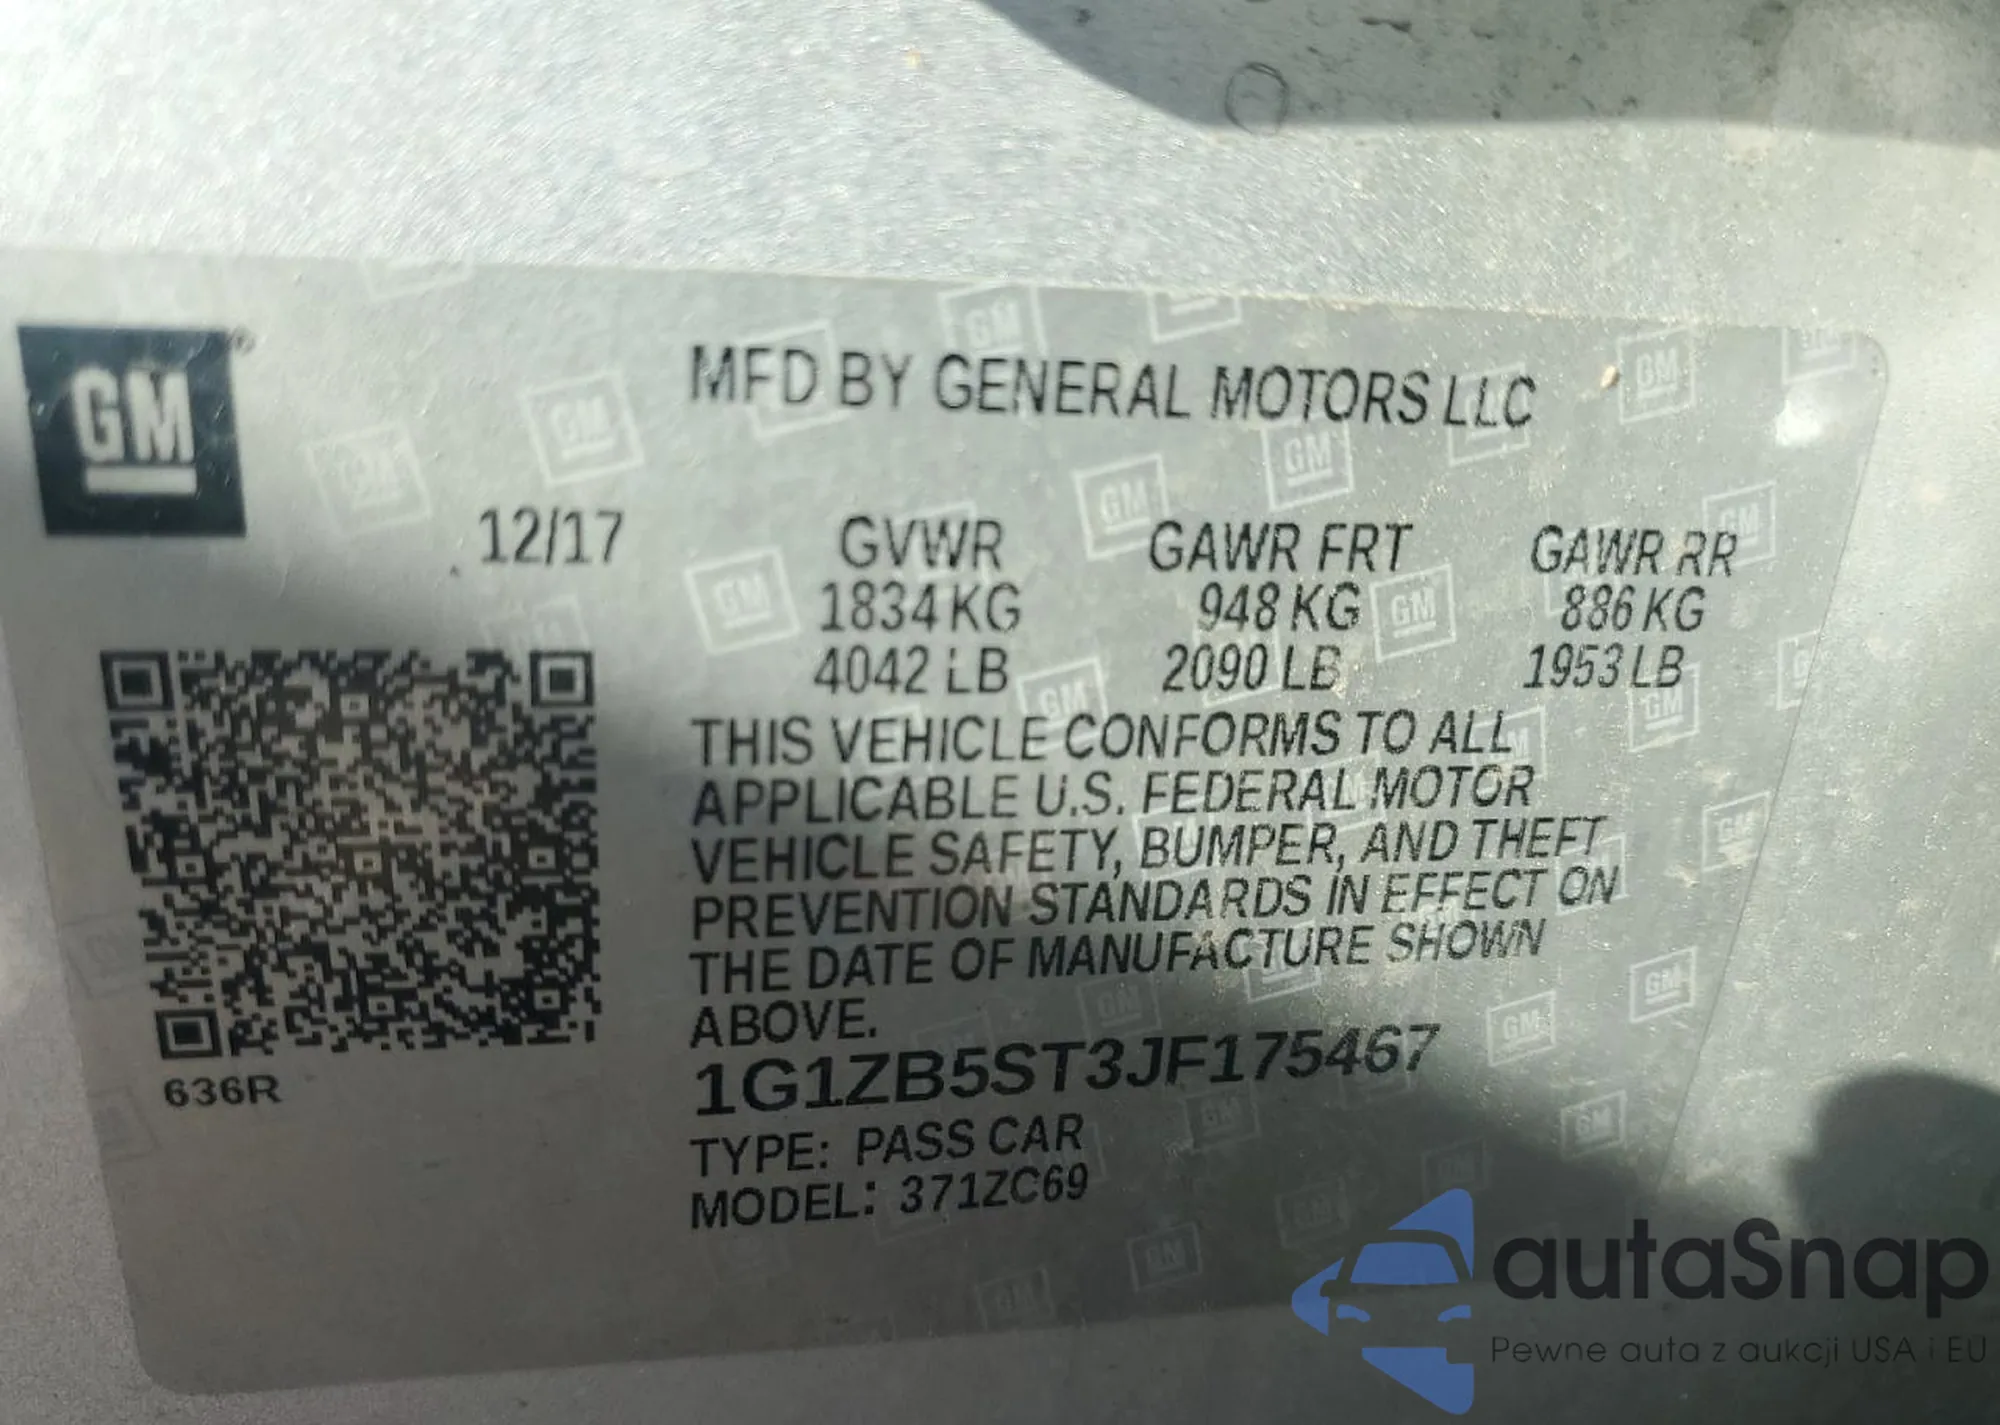 GM
MFD BY GENERAL MOTORS LLC
12/17
GVWR GAWR FRT GAWR RR
1834 KG 948 KG 886 KG
4042 LB 2090 LB 1953 LB
THIS VEHICLE CONFORMS TO ALL
APPLICABLE U.S. FEDERAL MOTOR
VEHICLE SAFETY, BUMPER, AND THEFT
PREVENTION STANDARDS IN EFFECT ON
THE DATE OF MANUFACTURE SHOWN
ABOVE.
1G1ZB5ST3JF175467
TYPE: PASS CAR
MODEL: 371ZC69
636R
autaSnap
Pewne auta z aukcji USA i EU